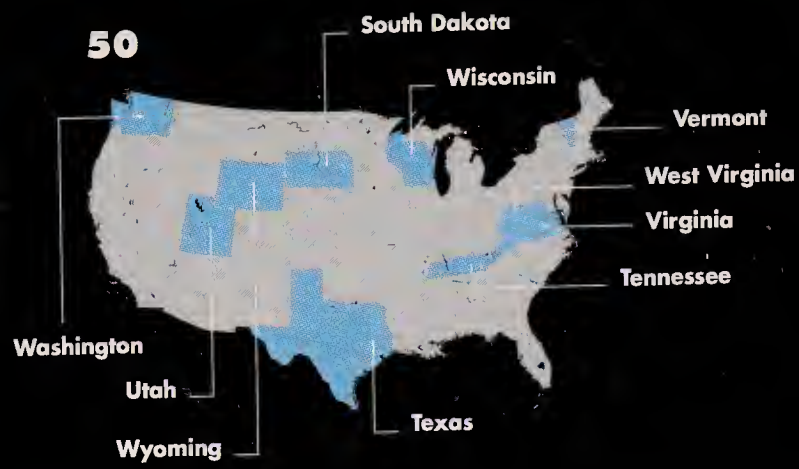 50
South Dakota
Wisconsin
Vermont
West Virginia
Virginia
Tennessee
Washington
Utah
Texas
Wyoming